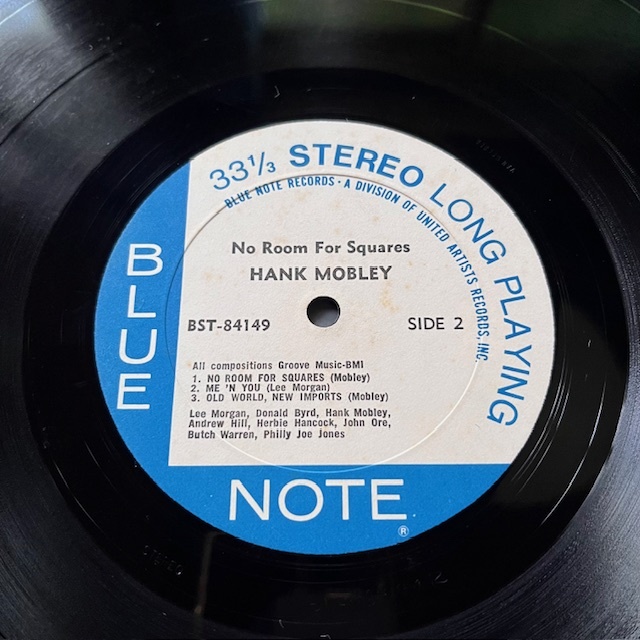 33 1/3 STEREO LONG PLAYING
BLUE NOTE RECORDS · A DIVISION OF UNITED ARTISTS RECORDS, INC.
No Room For Squares
HANK MOBLEY
BST-84149
SIDE 2
All compositions Groove Music-BMI
1. NO ROOM FOR SQUARES (Mobley)
2. ME 'N YOU (Lee Morgan)
3. OLD WORLD, NEW IMPORTS (Mobley)
Lee Morgan, Donald Byrd, Hank Mobley,
Andrew Hill, Herbie Hancock, John Ore,
Butch Warren, Philly Joe Jones
BLUE
NOTE
®